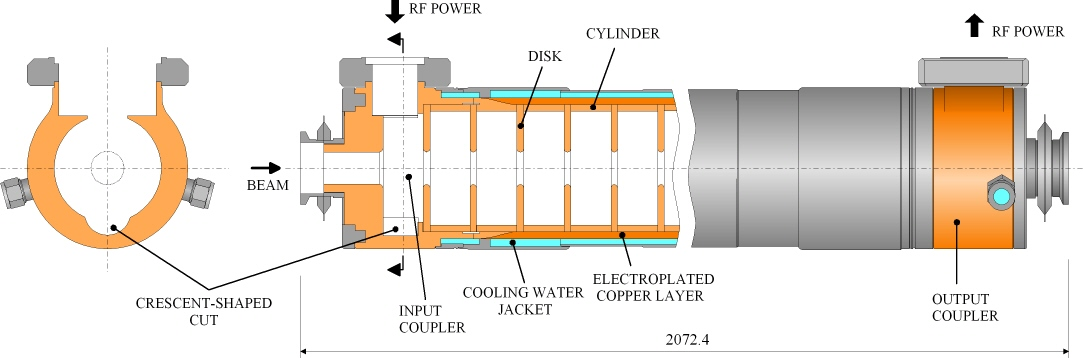 RF POWER
RF POWER
CYLINDER
DISK
BEAM
CRESCENT-SHAPED
CUT
INPUT
COUPLER
COOLING WATER
JACKET
ELECTROPLATED
COPPER LAYER
OUTPUT
COUPLER
2072.4